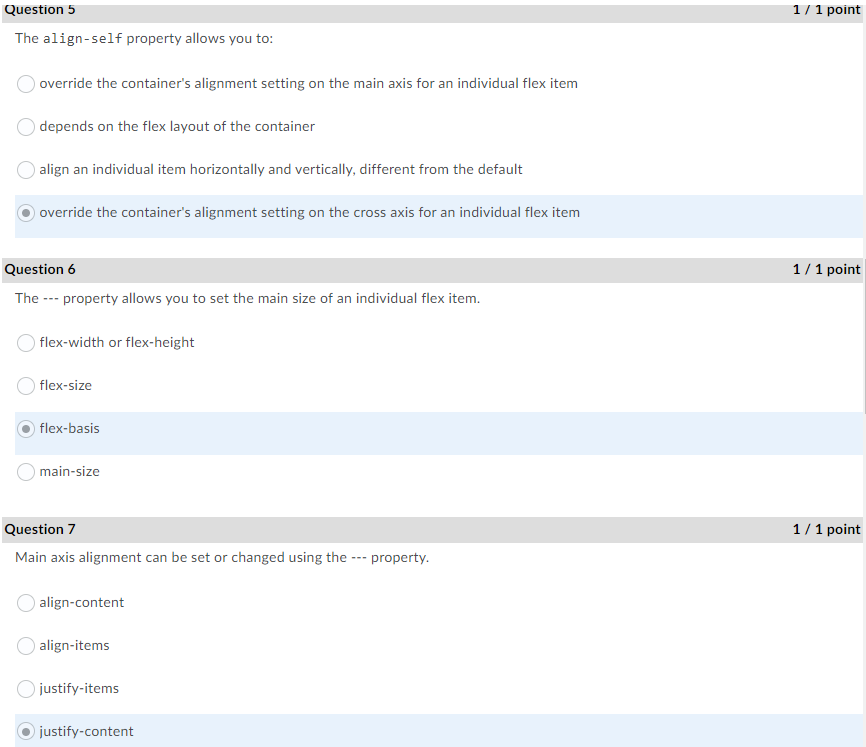 Question 5 1 / 1 point
The align-self property allows you to:
override the container's alignment setting on the main axis for an individual flex item
depends on the flex layout of the container
align an individual item horizontally and vertically, different from the default
override the container's alignment setting on the cross axis for an individual flex item
Question 6 1 / 1 point
The --- property allows you to set the main size of an individual flex item.
flex-width or flex-height
flex-size
flex-basis
main-size
Question 7 1 / 1 point
Main axis alignment can be set or changed using the --- property.
align-content
align-items
justify-items
justify-content